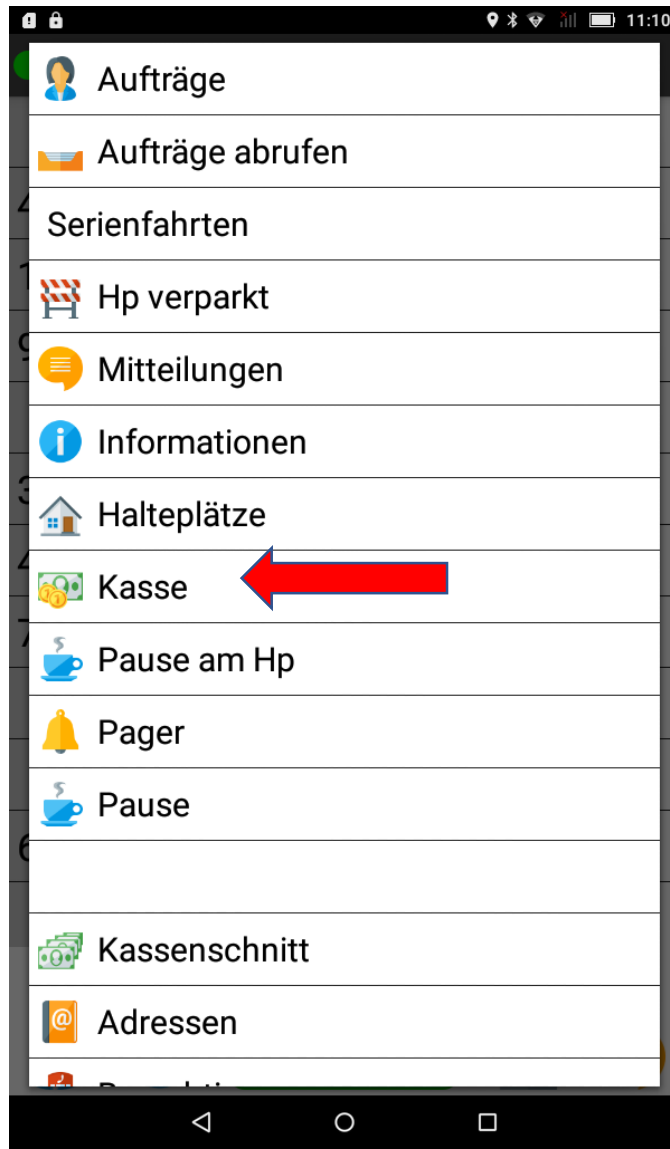 11:10
Aufträge
Aufträge abrufen
Serienfahrten
Hp verparkt
Mitteilungen
Informationen
Halteplätze
Kasse
Pause am Hp
Pager
Pause
Kassenschnitt
Adressen